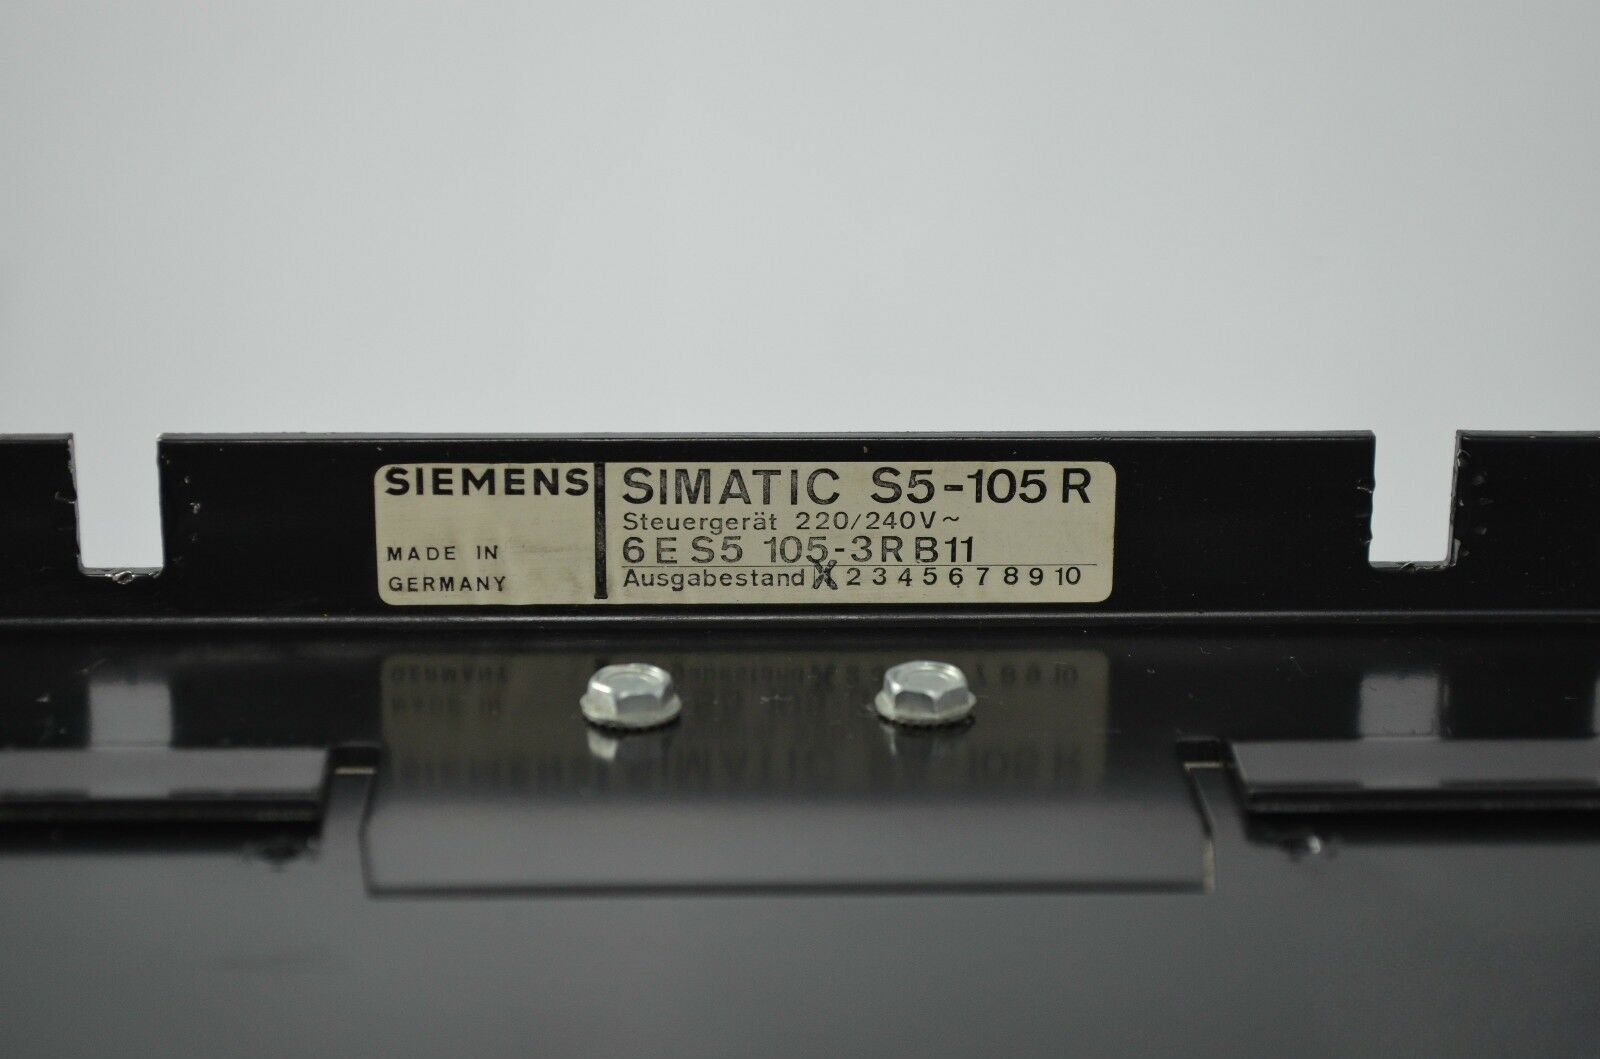 SIEMENS
MADE IN
GERMANY
SIMATIC S5-105 R
Steuergerät 220/240V~
6ES5 105-3RB11
Ausgabestand X 2 3 4 5 6 7 8 9 10